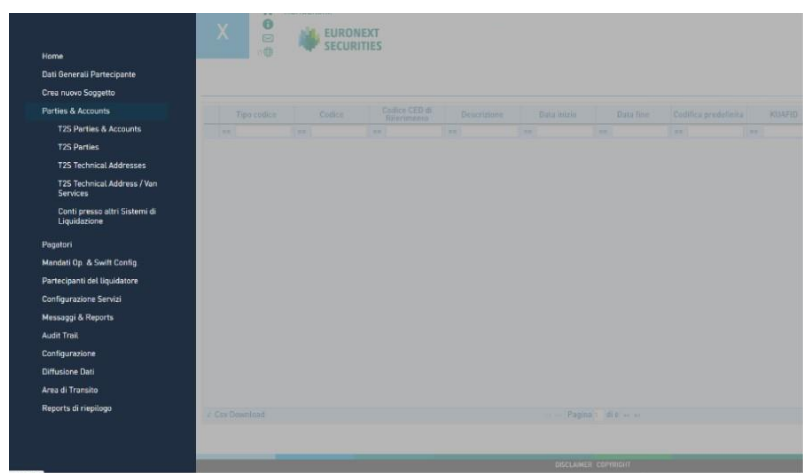 X
EURONEXT
SECURITIES
Home
Dati Generali Partecipante
Crea nuovo Soggetto
Parties & Accounts
T2S Parties & Accounts
T2S Parties
T2S Technical Addresses
T2S Technical Address / Van
Services
Conti presso altri Sistemi di
Liquidazione
Pagatori
Mandati Op. & Swift Config.
Partecipanti del liquidatore
Configurazione Servizi
Messaggi & Reports
Audit Trail
Configurazione
Diffusione Dati
Area di Transito
Reports di riepilogo
Tipo codice
Codice
Codice CED di
Riferimento
Descrizione
Data inizio
Data fine
Codifica predefinita
Csv Download
Pagina
di 0
DISCLAIMER COPYRIGHT